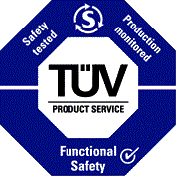 Safety
tested
S
Production
monitored
TÜV
PRODUCT SERVICE
Functional
Safety